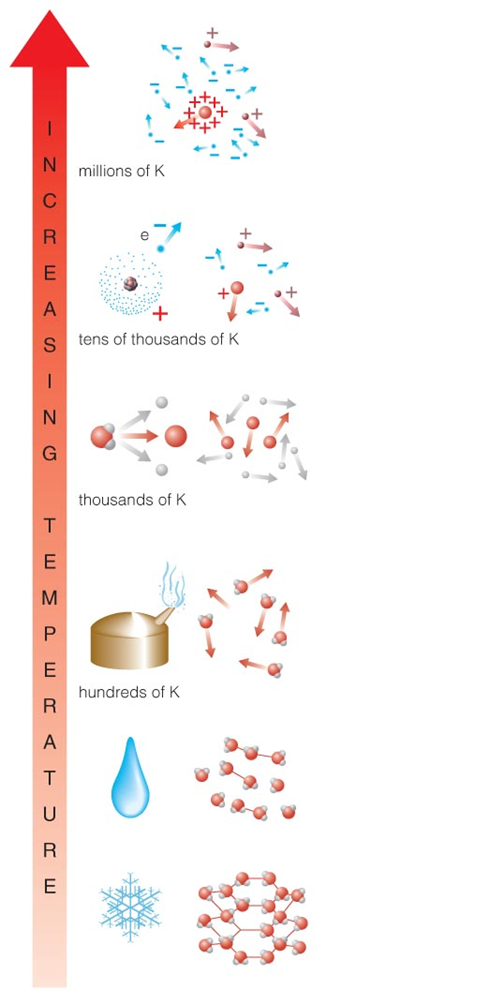 INCREASING TEMPERATURE
millions of K
e
tens of thousands of K
thousands of K
hundreds of K